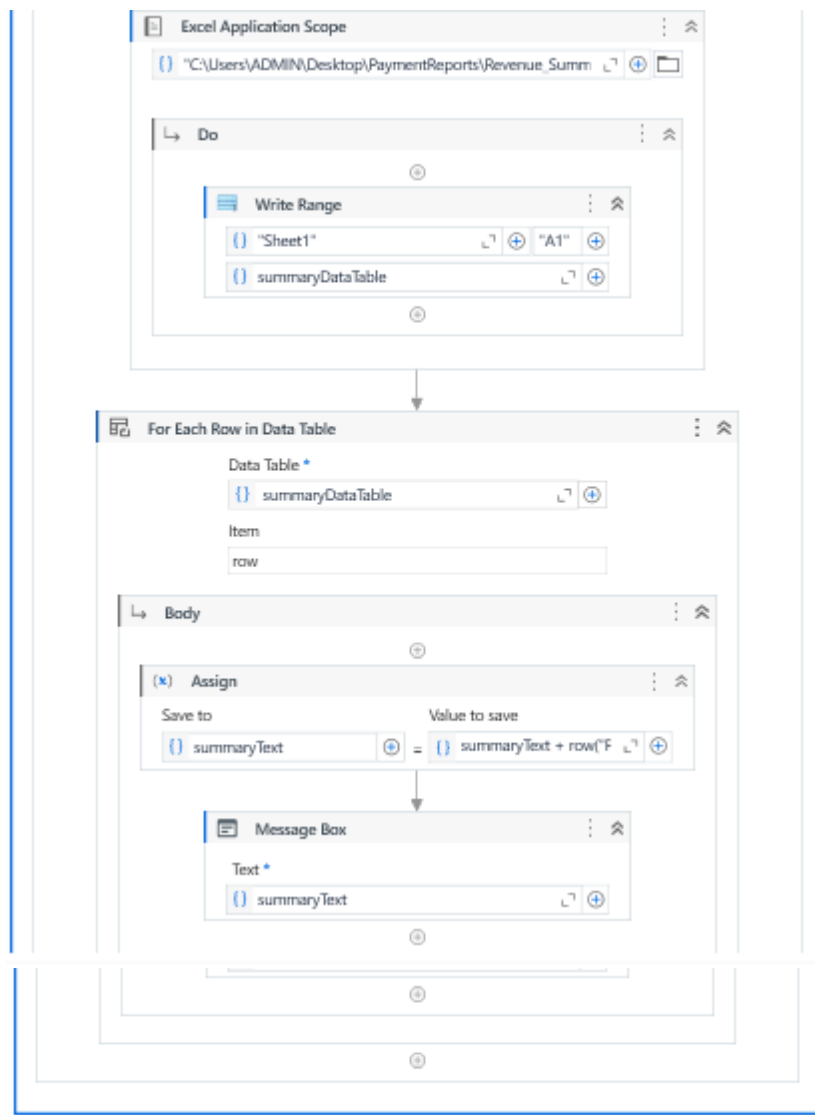 Excel Application Scope
"C:\Users\ADMIN\Desktop\PaymentReports\Revenue_Summ
Do
Write Range
"Sheet1" "A1"
summaryDataTable
For Each Row in Data Table
Data Table *
summaryDataTable
Item
row
Body
Assign
Save to Value to save
summaryText = summaryText + row("F
Message Box
Text *
summaryText